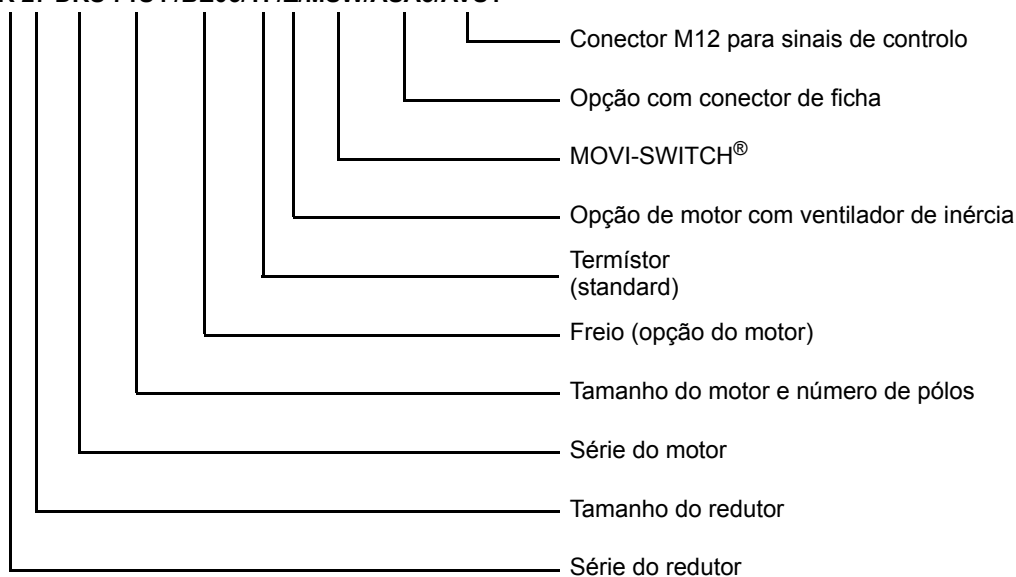 Conector M12 para sinais de controlo
Opção com conector de ficha
MOVI-SWITCH®
Opção de motor com ventilador de inércia
Termístor
(standard)
Freio (opção do motor)
Tamanho do motor e número de pólos
Série do motor
Tamanho do redutor
Série do redutor